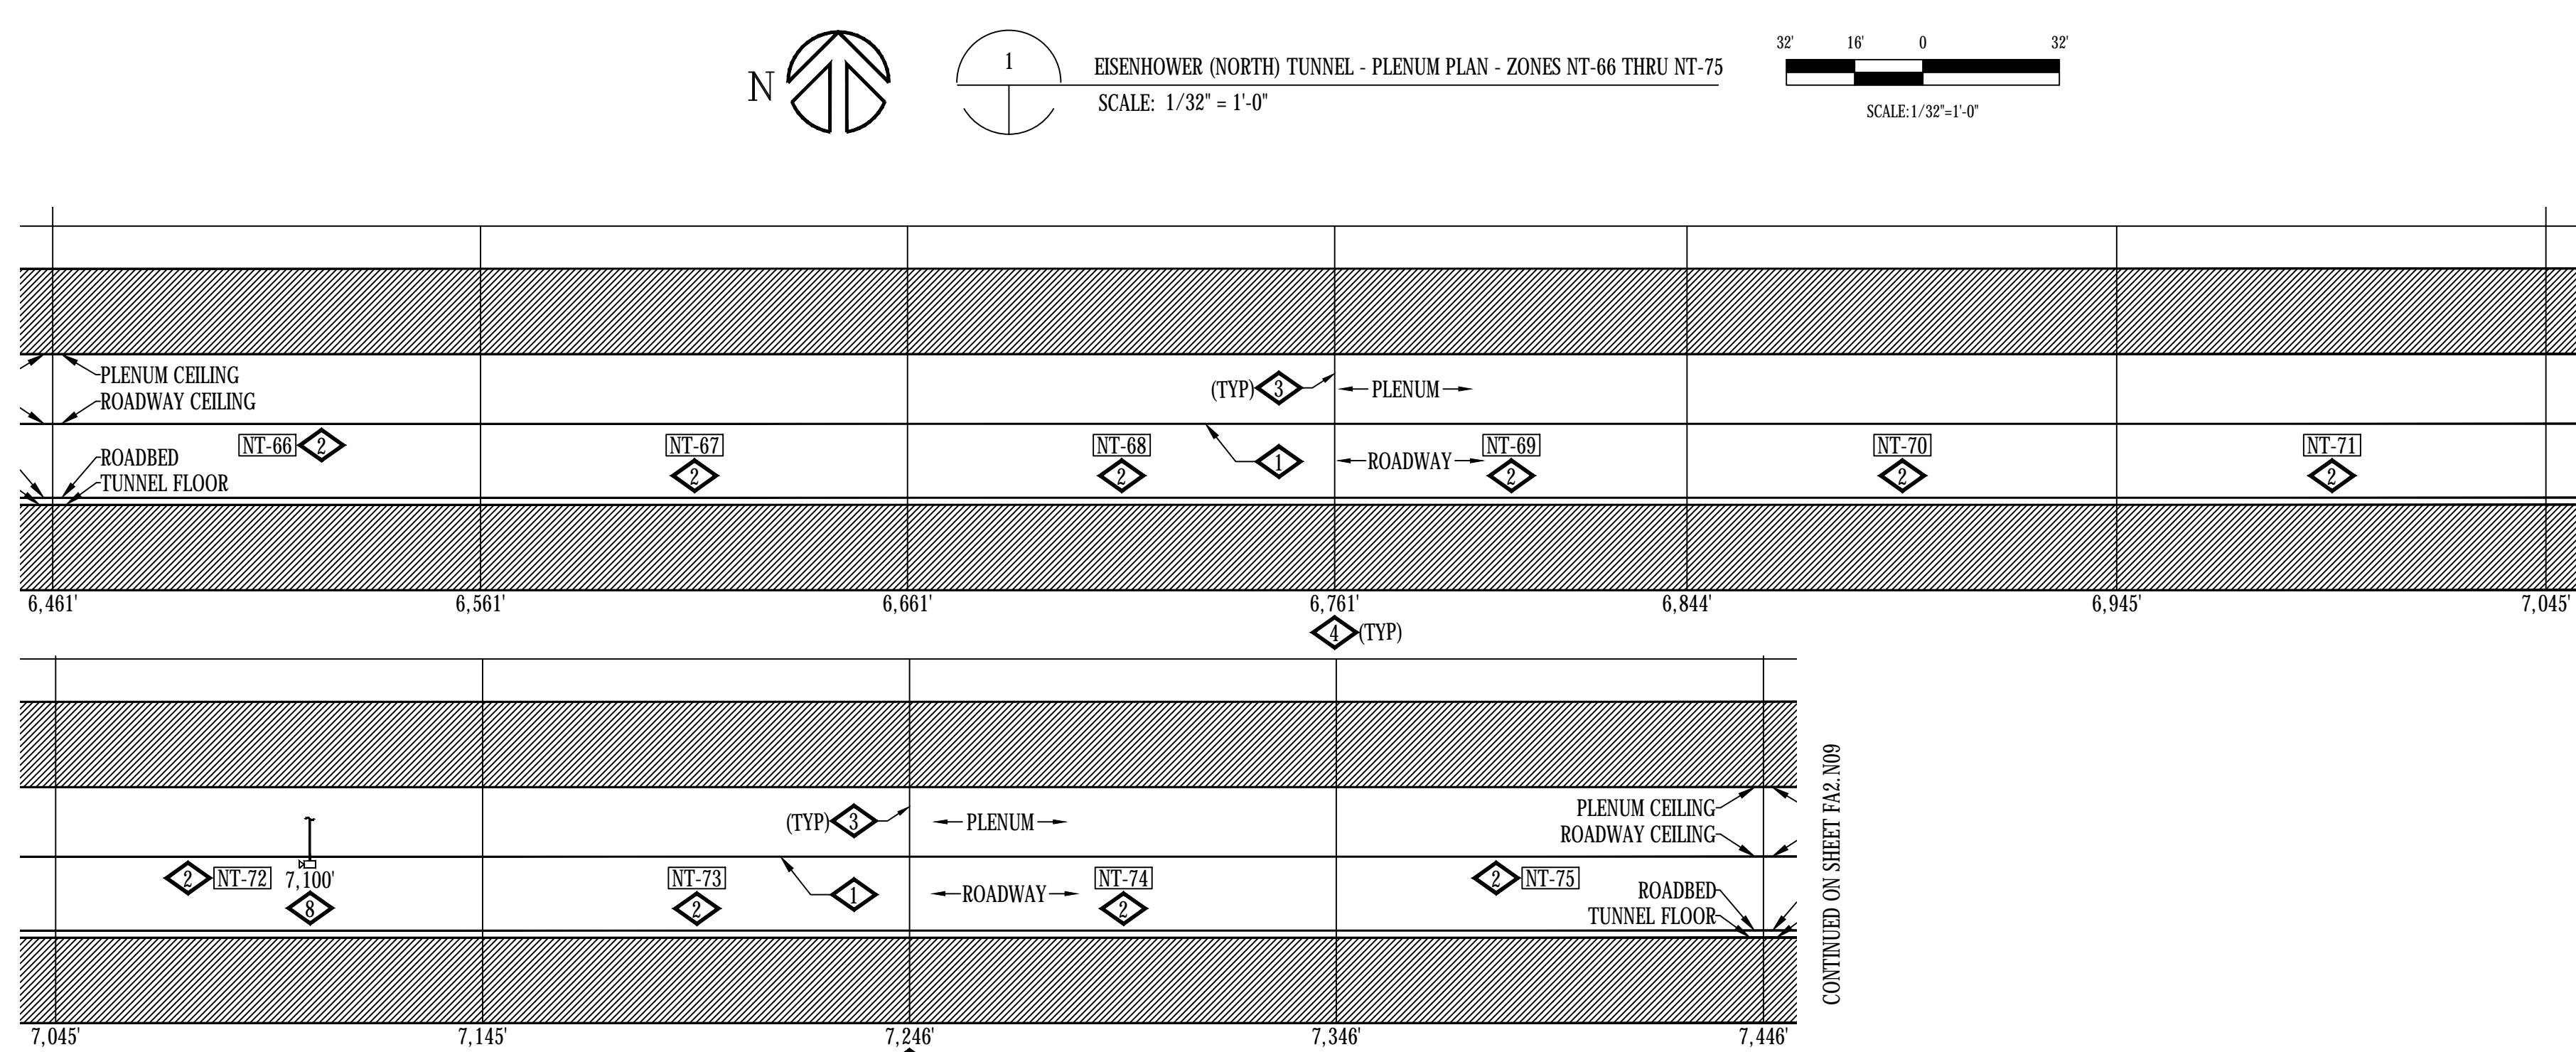 N
1
EISENHOWER (NORTH) TUNNEL - PLENUM PLAN - ZONES NT-66 THRU NT-75
SCALE: 1/32" = 1'-0"
32' 16' 0 32'
SCALE:1/32"=1'-0"
PLENUM CEILING
ROADWAY CEILING
(TYP) 3 PLENUM
NT-66 2
NT-67
2
NT-68
2
1
ROADWAY
NT-69
2
NT-70
2
NT-71
2
ROADBED
TUNNEL FLOOR
6,461' 6,561' 6,661' 6,761' 6,844' 6,945' 7,045'
4 (TYP)
(TYP) 3 PLENUM
PLENUM CEILING
ROADWAY CEILING
2 NT-72
7,100'
8
NT-73
2
1
ROADWAY
NT-74
2
2 NT-75
ROADBED
TUNNEL FLOOR
CONTINUED ON SHEET FA2.N09
7,045' 7,145' 7,246' 7,346' 7,446'